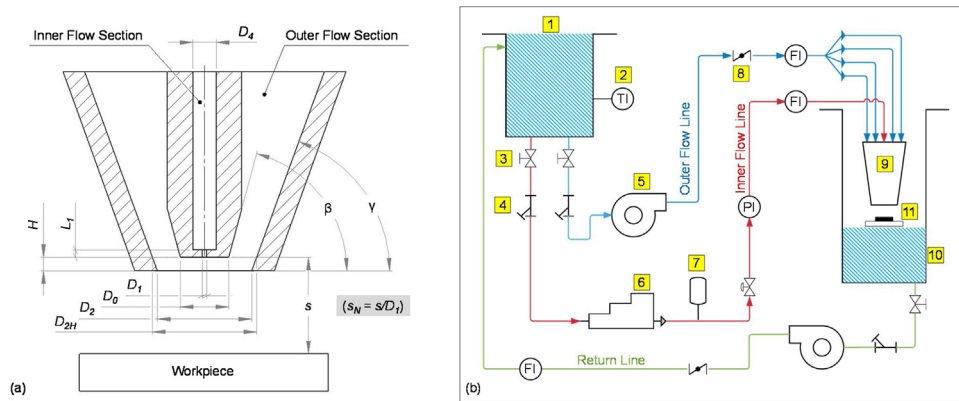 Inner Flow Section
D4
Outer Flow Section
H
L1
β
γ
D1
D0
D2
D2H
s
(sN = s/D1)
Workpiece
(a)
1
2
TI
3
4
5
Outer Flow Line
Inner Flow Line
8
FI
FI
9
PI
11
10
7
6
FI
Return Line
(b)